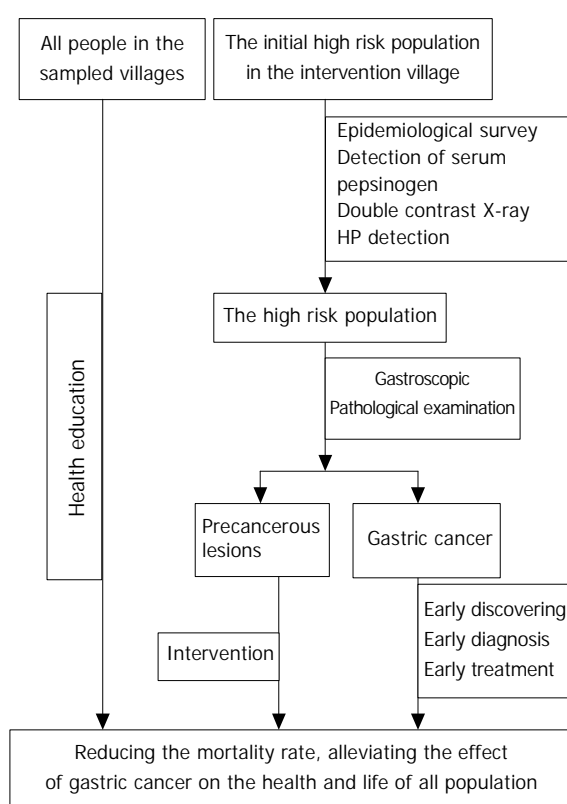 All people in the
sampled villages
The initial high risk population
in the intervention village
Epidemiological survey
Detection of serum
pepsinogen
Double contrast X-ray
HP detection
The high risk population
Gastroscopic
Pathological examination
Health education
Precancerous
lesions
Gastric cancer
Intervention
Early discovering
Early diagnosis
Early treatment
Reducing the mortality rate, alleviating the effect
of gastric cancer on the health and life of all population